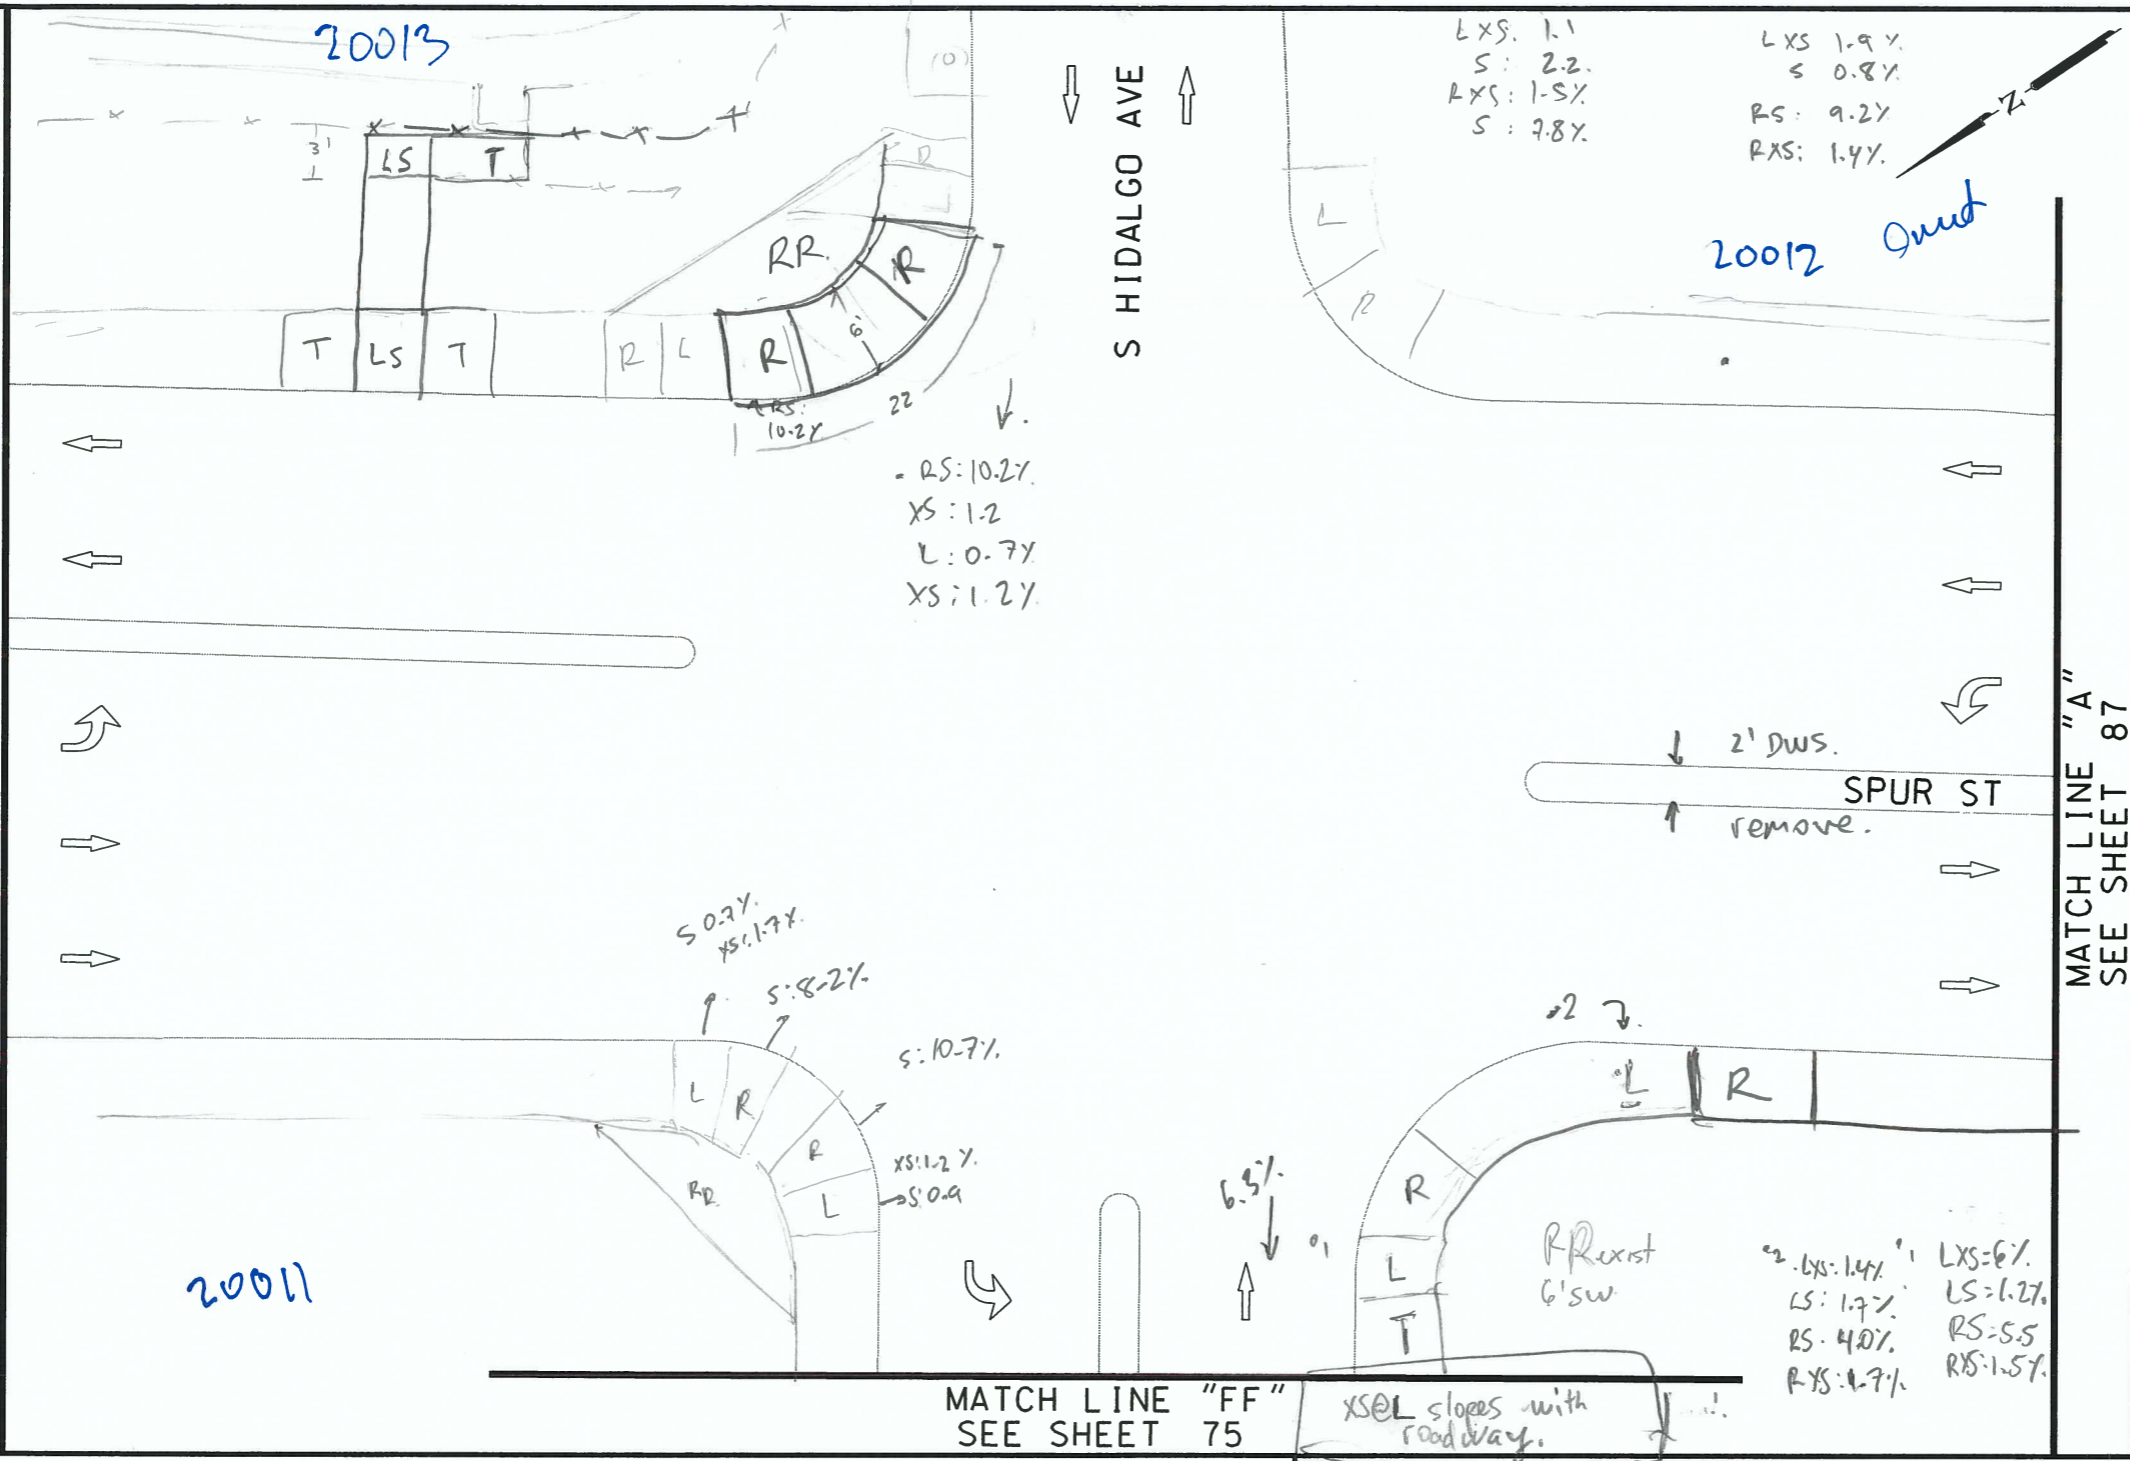 20013
(0)
S HIDALGO AVE
LXS. 1.1
S: 2.2.
RXS: 1.5%
S: 7.8%.
LXS 1.9%
S 0.8%
RS: 9.2%
RXS: 1.4%.
N
20012
3'
LS T
R
L
RR. R
L
R
T LS T
R L R
6'
22
RS:
10.2%
RS: 10.2%.
XS: 1.2
L: 0.7%
XS: 1.2%.
2' DWS.
SPUR ST
remove.
MATCH LINE "A"
SEE SHEET 87
S 0.7%.
XS: 1.7%.
S: 8.2%.
S: 10.7%.
L R
R
L
RR
XS: 1.2%.
S: 0.9
20011
6.3%.
.2
L R
R
L
T
°1
RR exist
6' SW
°2 LXS: 1.4%
LS: 1.7%
RS: 4.0%.
RXS: 1.7%
°1 LXS=6%.
LS=1.2%.
RS=5.5
RXS: 1.5%.
MATCH LINE "FF"
SEE SHEET 75
XS@L slopes with
roadway.